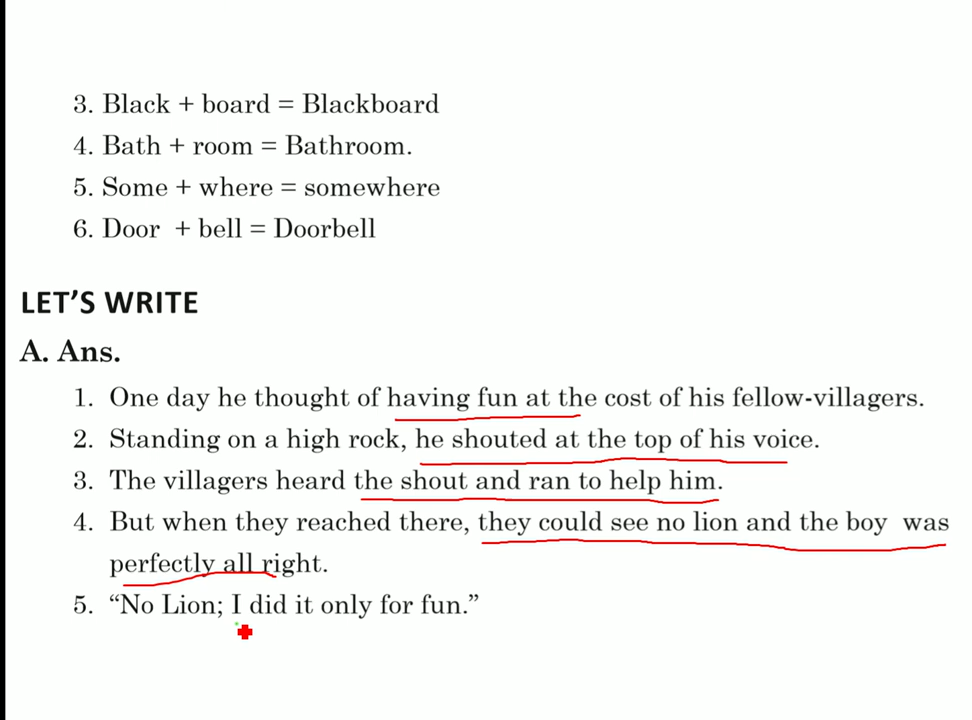 3. Black + board = Blackboard
4. Bath + room = Bathroom.
5. Some + where = somewhere
6. Door + bell = Doorbell
LET'S WRITE
A. Ans.
1. One day he thought of having fun at the cost of his fellow-villagers.
2. Standing on a high rock, he shouted at the top of his voice.
3. The villagers heard the shout and ran to help him.
4. But when they reached there, they could see no lion and the boy was
perfectly all right.
5. “No Lion; I did it only for fun.”